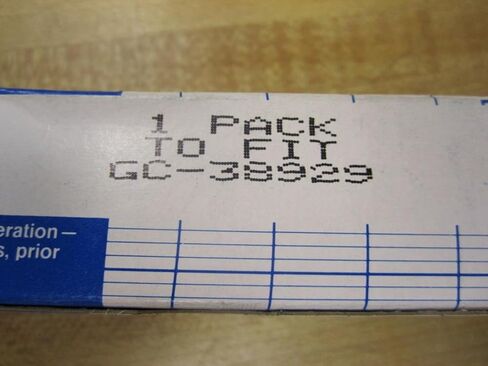 1 PACK
TO FIT
GC-38929
eration—
s, prior